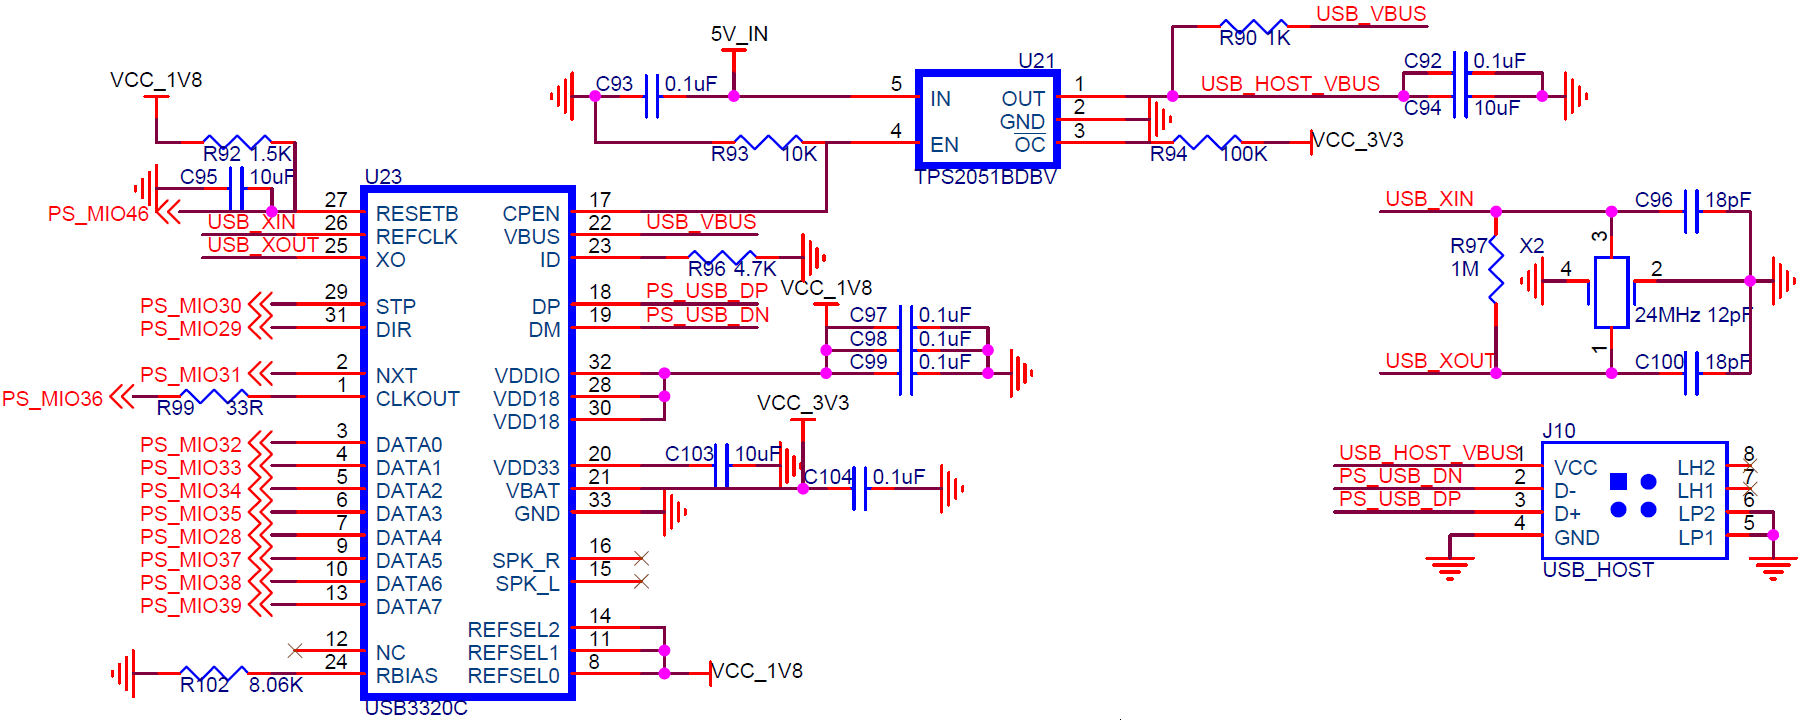 USB_VBUS
R90 1K
5V_IN
VCC_1V8
C93 0.1uF
U21
C92 0.1uF
5 IN
OUT 1
USB_HOST_VBUS
C94 10uF
GND 2
4 EN
OC 3
R93 10K
R94 100K
VCC_3V3
TPS2051BDBV
R92 1.5K
C95 10uF
U23
PS_MIO46
27 RESETB
CPEN 17
USB_XIN
26 REFCLK
VBUS 22
USB_VBUS
USB_XOUT
25 XO
ID 23
R96 4.7K
VCC_1V8
PS_MIO30
29 STP
DP 18
PS_USB_DP
PS_MIO29
31 DIR
DM 19
PS_USB_DN
C97 0.1uF
C98 0.1uF
C99 0.1uF
PS_MIO31
2 NXT
VDDIO 32
PS_MIO36
R99 33R
1 CLKOUT
VDD18 28
VDD18 30
VCC_3V3
PS_MIO32
3 DATA0
PS_MIO33
4 DATA1
VDD33 20
C103 10uF
PS_MIO34
5 DATA2
VBAT 21
C104 0.1uF
PS_MIO35
6 DATA3
GND 33
PS_MIO28
7 DATA4
PS_MIO37
9 DATA5
SPK_R 16
PS_MIO38
10 DATA6
SPK_L 15
PS_MIO39
13 DATA7
REFSEL2 14
12 NC
REFSEL1 11
24 RBIAS
REFSEL0 8
VCC_1V8
R102 8.06K
USB3320C
USB_XIN
C96 18pF
R97
1M
X2
3
4
2
24MHz 12pF
1
USB_XOUT
C100 18pF
J10
USB_HOST_VBUS
1 VCC
LH2 8
PS_USB_DN
2 D-
LH1 7
PS_USB_DP
3 D+
LP2 6
4 GND
LP1 5
USB_HOST